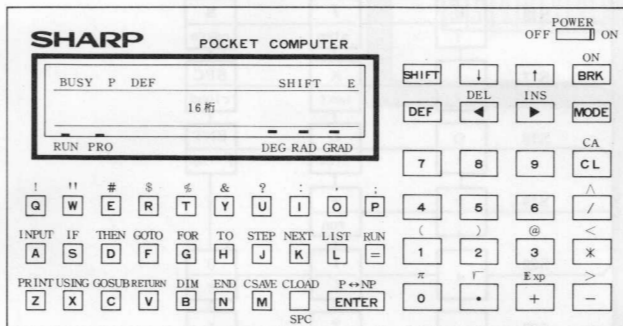 SHARP POCKET COMPUTER
POWER
OFF ON
BUSY P DEF SHIFT E
16桁
RUN PRO DEG RAD GRAD
ON
SHIFT ↓ ↑ BRK
DEL INS
DEF ◀ ▶ MODE
CA
7 8 9 CL
! " # $ % & ? : , ;
Q W E R T Y U I O P
∧
4 5 6 /
INPUT IF THEN GOTO FOR TO STEP NEXT LIST RUN
A S D F G H J K L =
( ) @ <
1 2 3 *
PRINT USING GOSUB RETURN DIM END CSAVE CLOAD P↔NP
Z X C V B N M ENTER
SPC
π √ Exp >
0 • + −